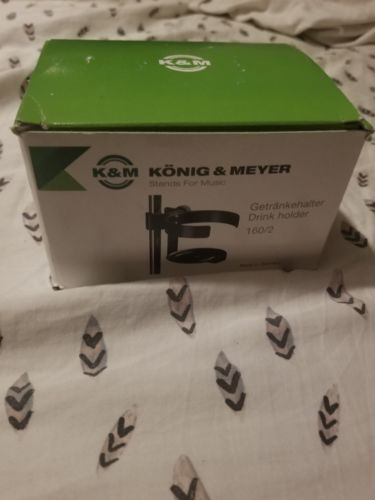 K&M
K&M KÖNIG & MEYER
Stands For Music
Getränkehalter
Drink holder
160/2